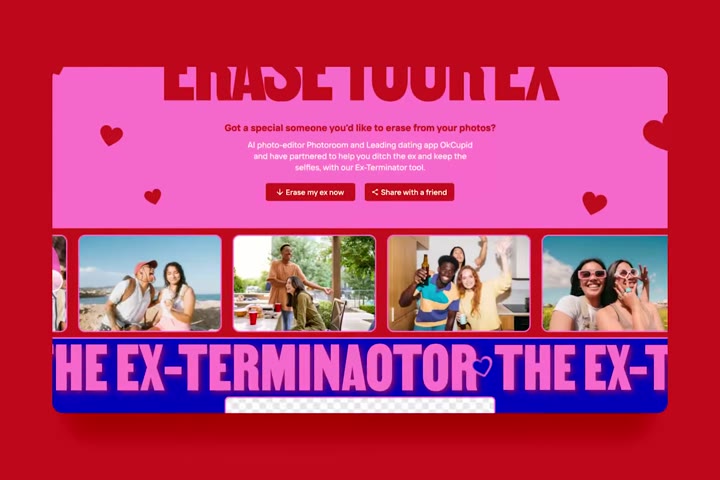 ERASE YOUR EX
Got a special someone you'd like to erase from your photos?
AI photo-editor Photoroom and Leading dating app OkCupid
and have partnered to help you ditch the ex and keep the
selfies, with our Ex-Terminator tool.
Erase my ex now
Share with a friend
THE EX-TERMINAOTOR THE EX-T